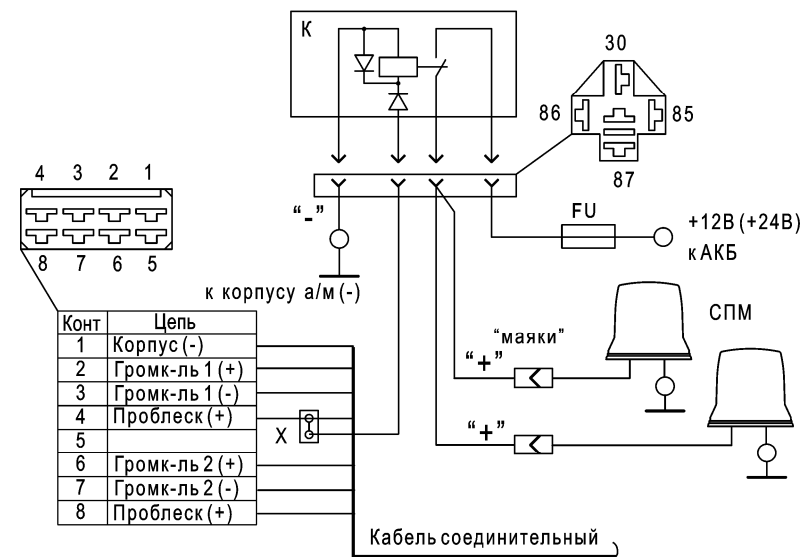 К
30
86
85
87
4 3 2 1
8 7 6 5
“-”
FU
+12В (+24В)
к АКБ
к корпусу а/м (-)
СПМ
“маяки”
“+”
“+”
Конт Цепь
1 Корпус (-)
2 Громк-ль 1 (+)
3 Громк-ль 1 (-)
4 Проблеск (+)
5
6 Громк-ль 2 (+)
7 Громк-ль 2 (-)
8 Проблеск (+)
Х
Кабель соединительный